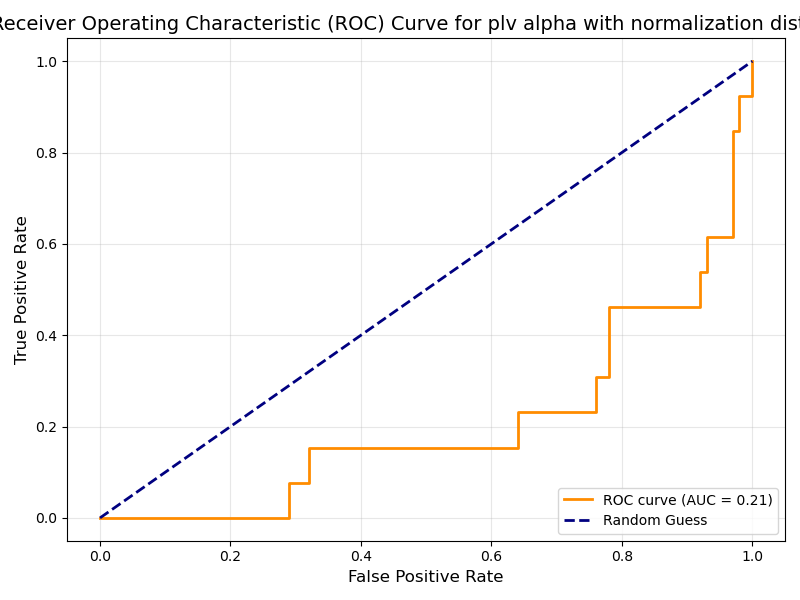 Receiver Operating Characteristic (ROC) Curve for plv alpha with normalization dist
1.0
0.8
0.6
0.4
0.2
0.0
True Positive Rate
0.0 0.2 0.4 0.6 0.8 1.0
False Positive Rate
ROC curve (AUC = 0.21)
Random Guess